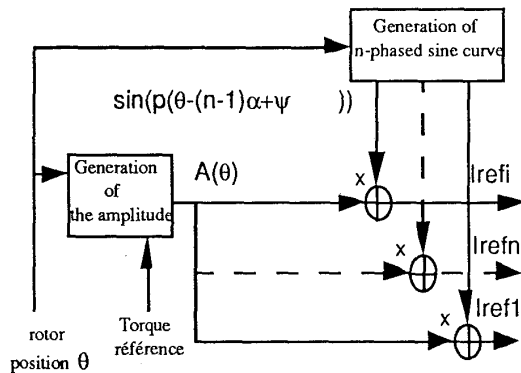 Generation of
n-phased sine curve
sin(p(θ-(n-1)α+ψ ))
Generation
of
the amplitude
A(θ)
x
Irefi
x
Irefn
x
Iref1
rotor
position θ
Torque
référence